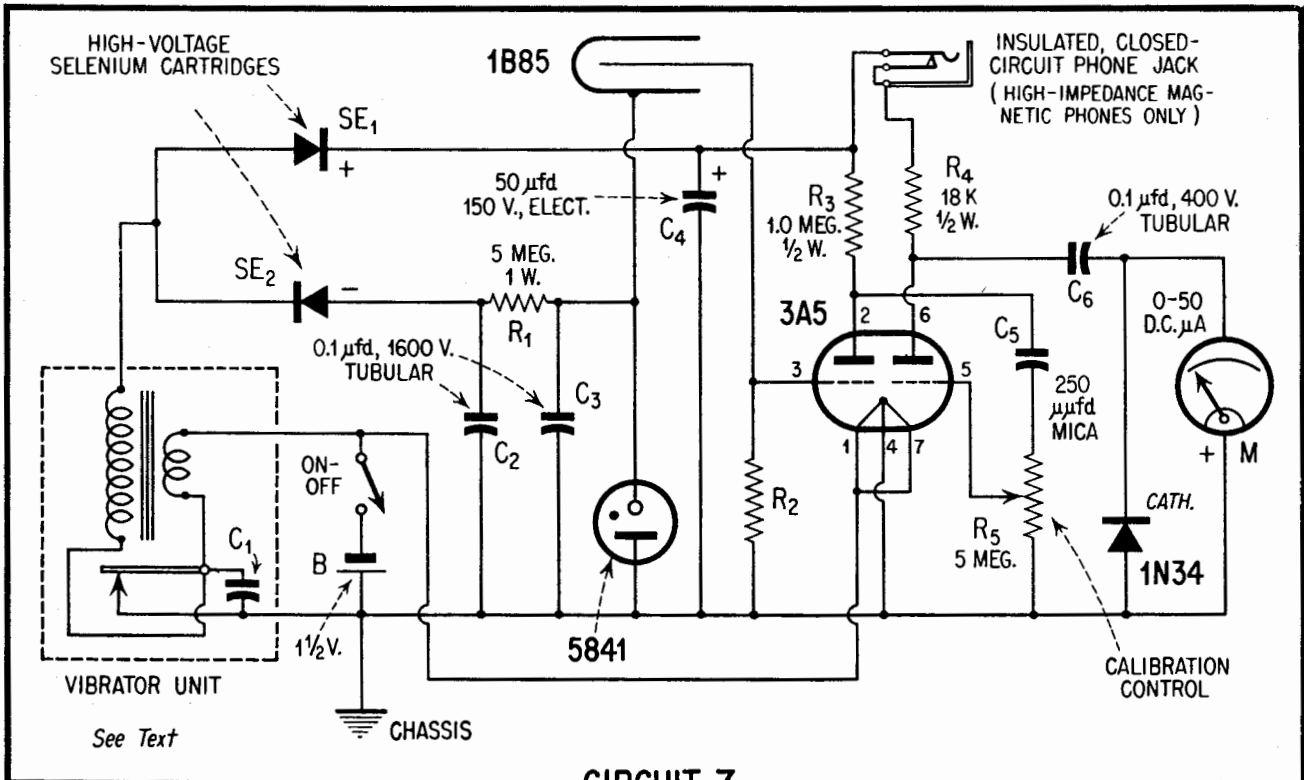 HIGH-VOLTAGE
SELENIUM CARTRIDGES
1B85
INSULATED, CLOSED-
CIRCUIT PHONE JACK
( HIGH-IMPEDANCE MAG-
NETIC PHONES ONLY )
SE1
+
50 μfd
150 V., ELECT.
+
C4
R3
1.0 MEG.
1/2 W.
R4
18 K
1/2 W.
0.1 μfd, 400 V.
TUBULAR
C6
SE2
−
5 MEG.
1 W.
R1
0.1 μfd, 1600 V.
TUBULAR
C2
C3
3A5
2
6
3
5
1
4
7
C5
250
μμfd
MICA
0-50
D.C. μA
+
M
ON-
OFF
C1
B
1½ V.
5841
R2
R5
5 MEG.
CATH.
1N34
VIBRATOR UNIT
See Text
CHASSIS
CALIBRATION
CONTROL